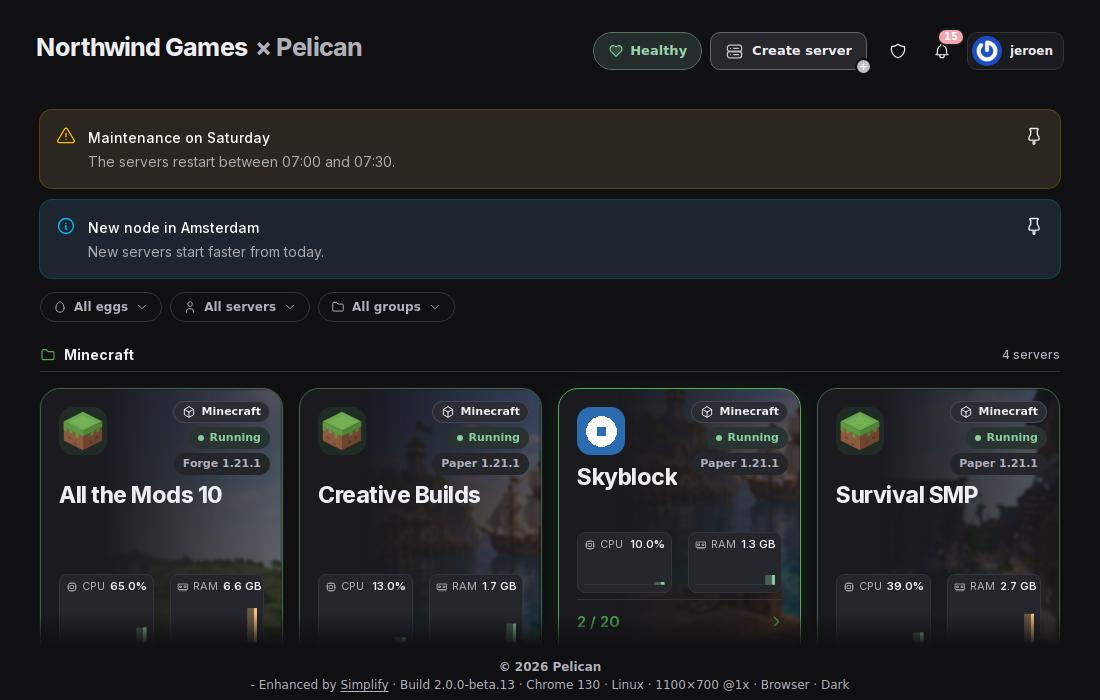 Northwind Games × Pelican
Healthy
Create server
15
jeroen
Maintenance on Saturday
The servers restart between 07:00 and 07:30.
New node in Amsterdam
New servers start faster from today.
All eggs
All servers
All groups
Minecraft
4 servers
Minecraft
Running
Forge 1.21.1
All the Mods 10
CPU 65.0%
RAM 6.6 GB
Minecraft
Running
Paper 1.21.1
Creative Builds
CPU 13.0%
RAM 1.7 GB
Minecraft
Running
Paper 1.21.1
Skyblock
CPU 10.0%
RAM 1.3 GB
2 / 20
Minecraft
Running
Paper 1.21.1
Survival SMP
CPU 39.0%
RAM 2.7 GB
© 2026 Pelican
- Enhanced by Simplify · Build 2.0.0-beta.13 · Chrome 130 · Linux · 1100×700 @1x · Browser · Dark